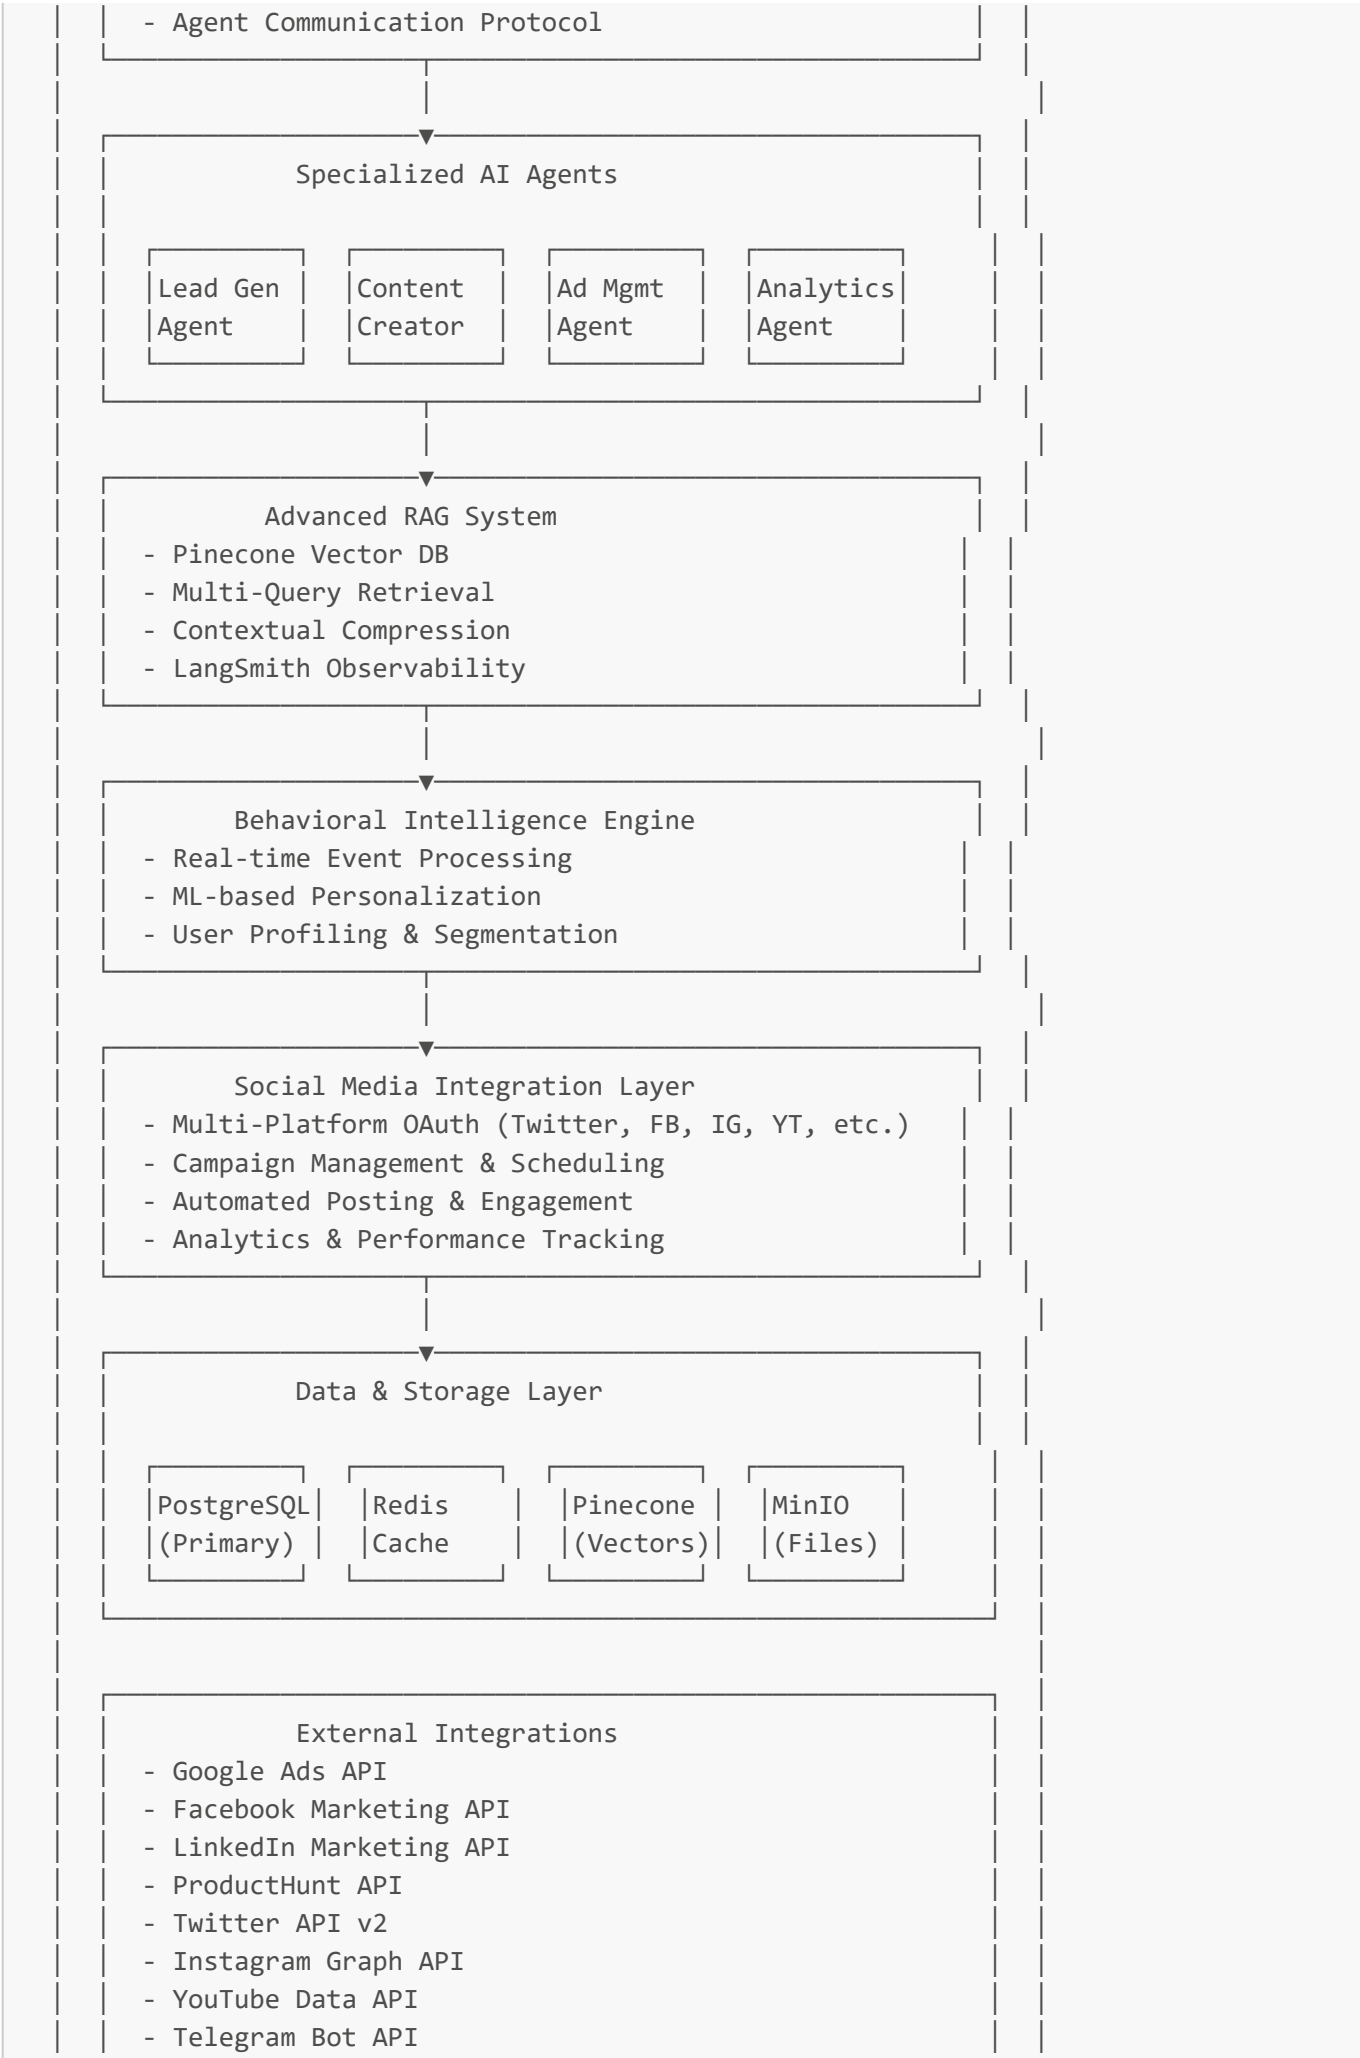 - Agent Communication Protocol
Specialized AI Agents
Lead Gen Content Ad Mgmt Analytics
Agent Creator Agent Agent
Advanced RAG System
- Pinecone Vector DB
- Multi-Query Retrieval
- Contextual Compression
- LangSmith Observability
Behavioral Intelligence Engine
- Real-time Event Processing
- ML-based Personalization
- User Profiling & Segmentation
Social Media Integration Layer
- Multi-Platform OAuth (Twitter, FB, IG, YT, etc.)
- Campaign Management & Scheduling
- Automated Posting & Engagement
- Analytics & Performance Tracking
Data & Storage Layer
PostgreSQL Redis Pinecone MinIO
(Primary) Cache (Vectors) (Files)
External Integrations
- Google Ads API
- Facebook Marketing API
- LinkedIn Marketing API
- ProductHunt API
- Twitter API v2
- Instagram Graph API
- YouTube Data API
- Telegram Bot API